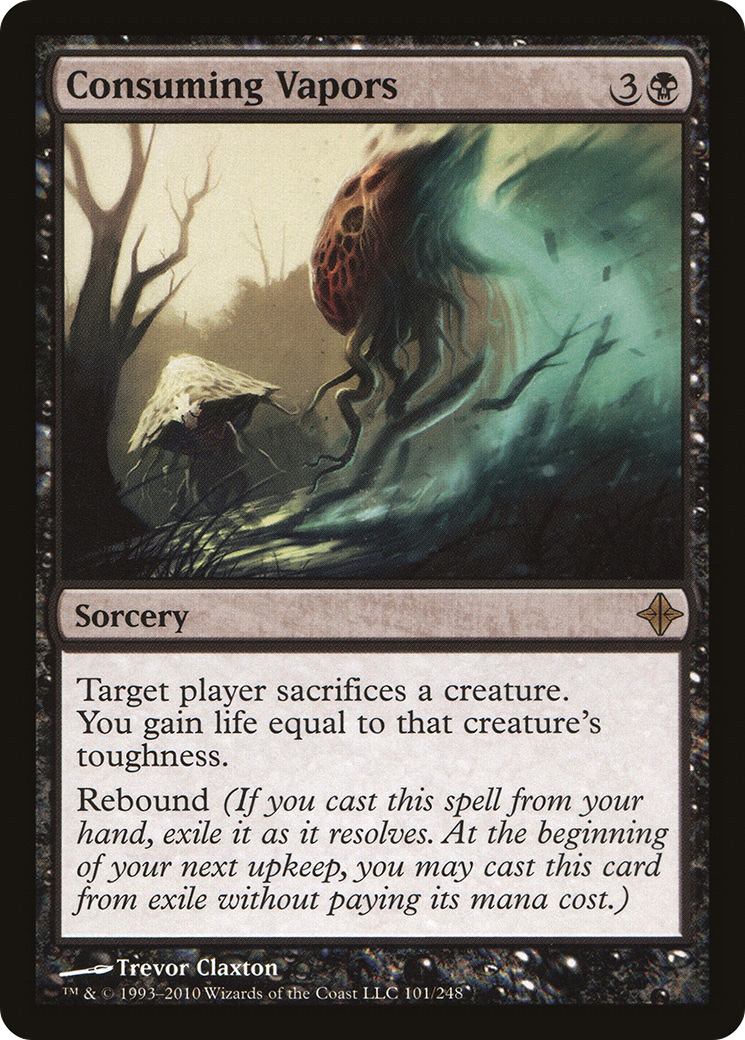 Consuming Vapors 3
Sorcery
Target player sacrifices a creature.
You gain life equal to that creature's
toughness.
Rebound (If you cast this spell from your
hand, exile it as it resolves. At the beginning
of your next upkeep, you may cast this card
from exile without paying its mana cost.)
Trevor Claxton
™ & © 1993–2010 Wizards of the Coast LLC 101/248